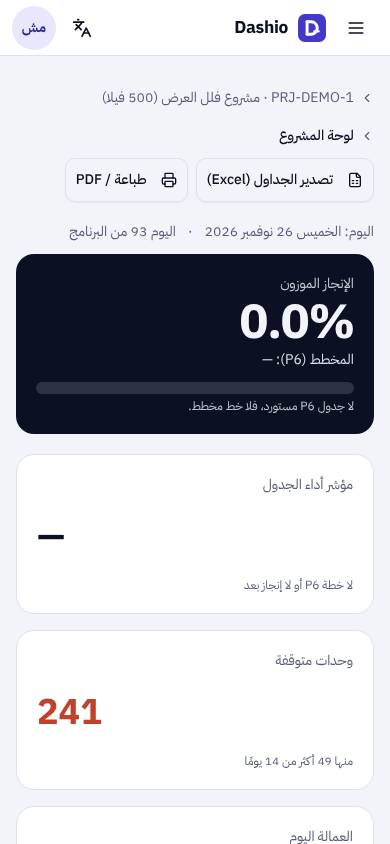 Dashio
مش
PRJ-DEMO-1 · مشروع فلل العرض (500 فيلا)
لوحة المشروع
تصدير الجداول (Excel)
طباعة / PDF
اليوم: الخميس 26 نوفمبر 2026 · اليوم 93 من البرنامج
الإنجاز الموزون
0.0%
المخطط (P6): —
لا جدول P6 مستورد، فلا خط مخطط.
مؤشر أداء الجدول
—
لا خطة P6 أو لا إنجاز بعد
وحدات متوقفة
241
منها 49 أكثر من 14 يومًا
العمالة اليوم